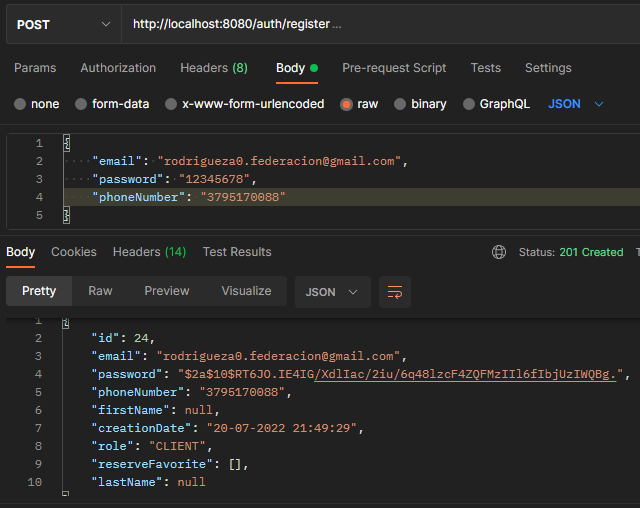 POST http://localhost:8080/auth/register ...
Params Authorization Headers (8) Body Pre-request Script Tests Settings
none form-data x-www-form-urlencoded raw binary GraphQL JSON
1 {
2 "email": "rodrigueza0.federacion@gmail.com",
3 "password": "12345678",
4 "phoneNumber": "3795170088"
5 }
Body Cookies Headers (14) Test Results Status: 201 Created
Pretty Raw Preview Visualize JSON
1 {
2 "id": 24,
3 "email": "rodrigueza0.federacion@gmail.com",
4 "password": "$2a$10$RT6JO.IE4IG/XdlIac/2iu/6q48lzcF4ZQFMzIIl6fIbjUzIWQBg.",
5 "phoneNumber": "3795170088",
6 "firstName": null,
7 "creationDate": "20-07-2022 21:49:29",
8 "role": "CLIENT",
9 "reserveFavorite": [],
10 "lastName": null